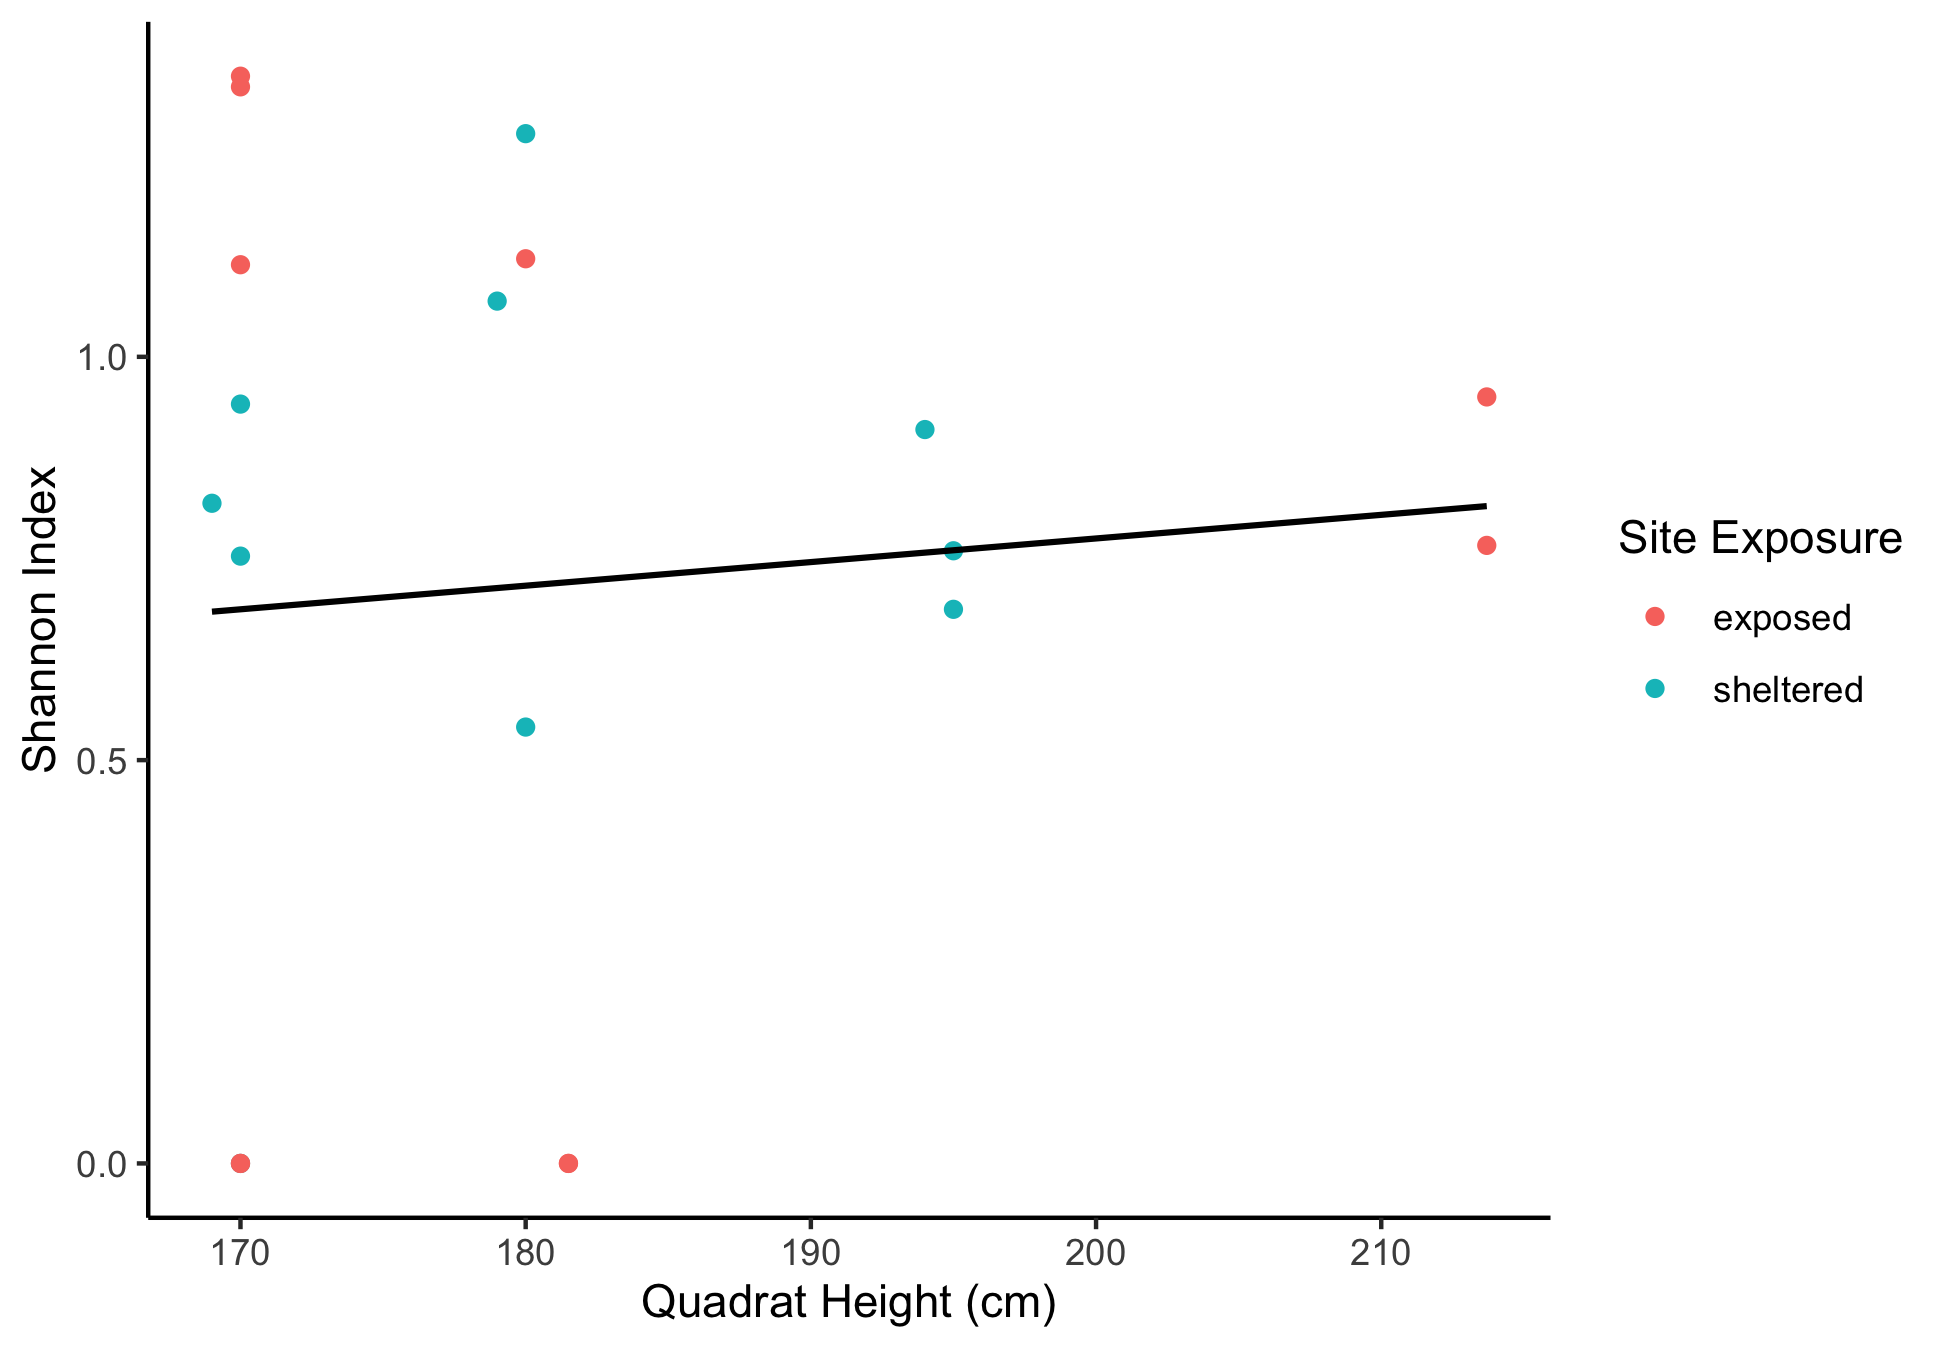 Shannon Index
1.0
0.5
0.0
170 180 190 200 210
Quadrat Height (cm)
Site Exposure
exposed
sheltered